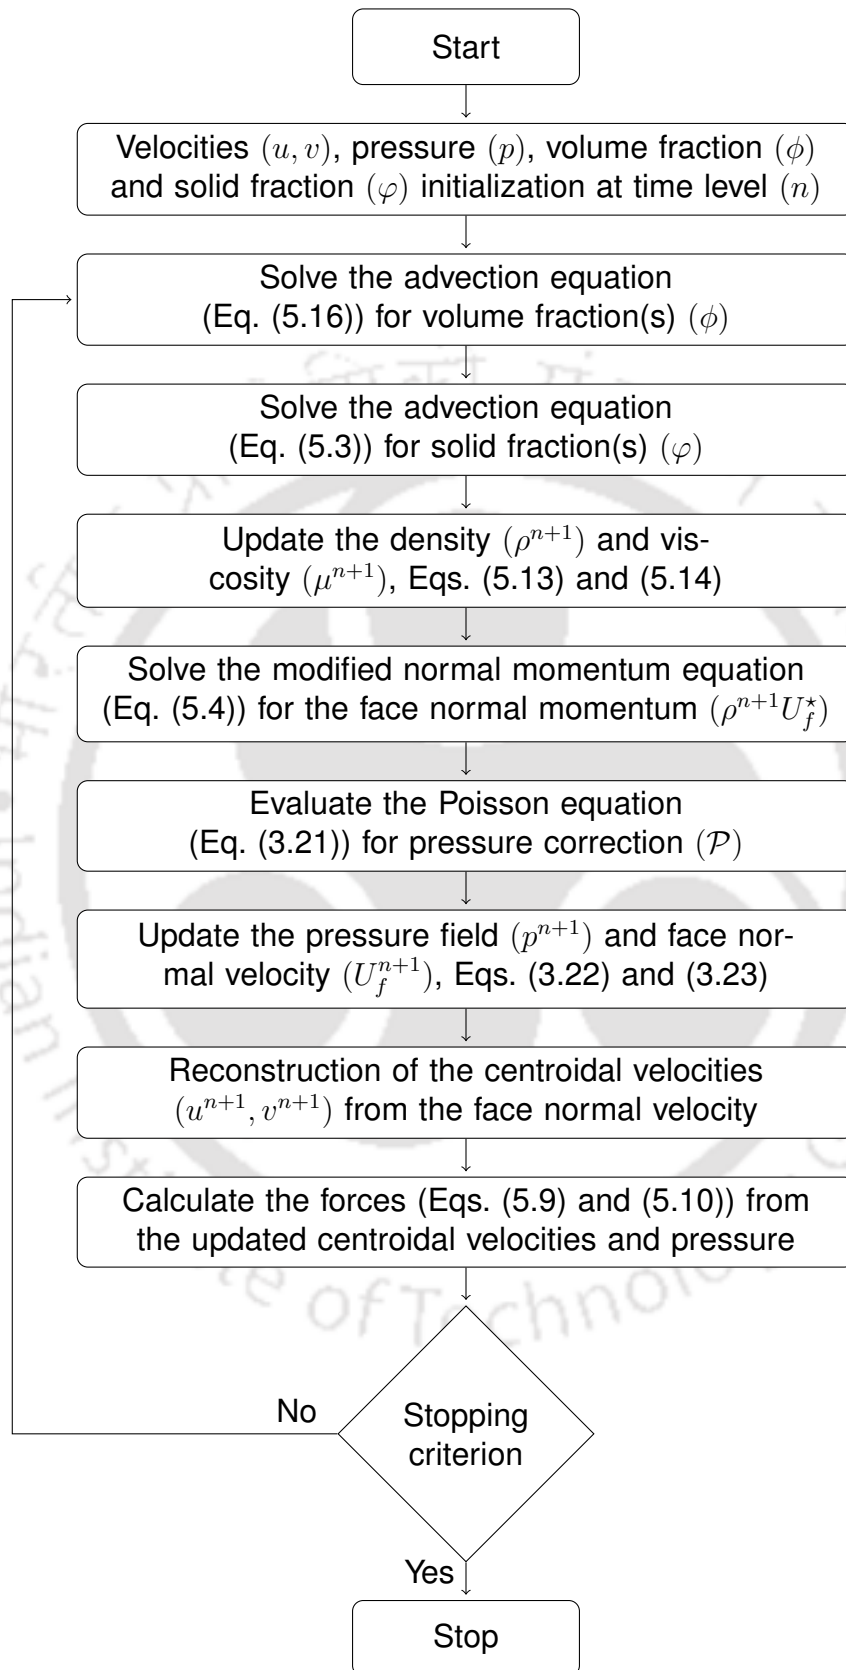 Start
Velocities (u, v), pressure (p), volume fraction (ϕ)
and solid fraction (φ) initialization at time level (n)
Solve the advection equation
(Eq. (5.16)) for volume fraction(s) (ϕ)
Solve the advection equation
(Eq. (5.3)) for solid fraction(s) (φ)
Update the density (ρ^{n+1}) and vis-
cosity (μ^{n+1}), Eqs. (5.13) and (5.14)
Solve the modified normal momentum equation
(Eq. (5.4)) for the face normal momentum (ρ^{n+1}U_f^⋆)
Evaluate the Poisson equation
(Eq. (3.21)) for pressure correction (𝒫)
Update the pressure field (p^{n+1}) and face nor-
mal velocity (U_f^{n+1}), Eqs. (3.22) and (3.23)
Reconstruction of the centroidal velocities
(u^{n+1}, v^{n+1}) from the face normal velocity
Calculate the forces (Eqs. (5.9) and (5.10)) from
the updated centroidal velocities and pressure
No
Stopping
criterion
Yes
Stop
Indian Institute of Technology